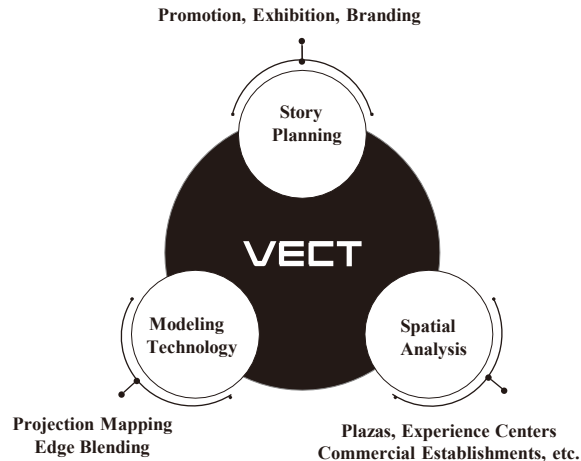 Promotion, Exhibition, Branding
Story
Planning
VECT
Modeling
Technology
Spatial
Analysis
Projection Mapping
Edge Blending
Plazas, Experience Centers
Commercial Establishments, etc.